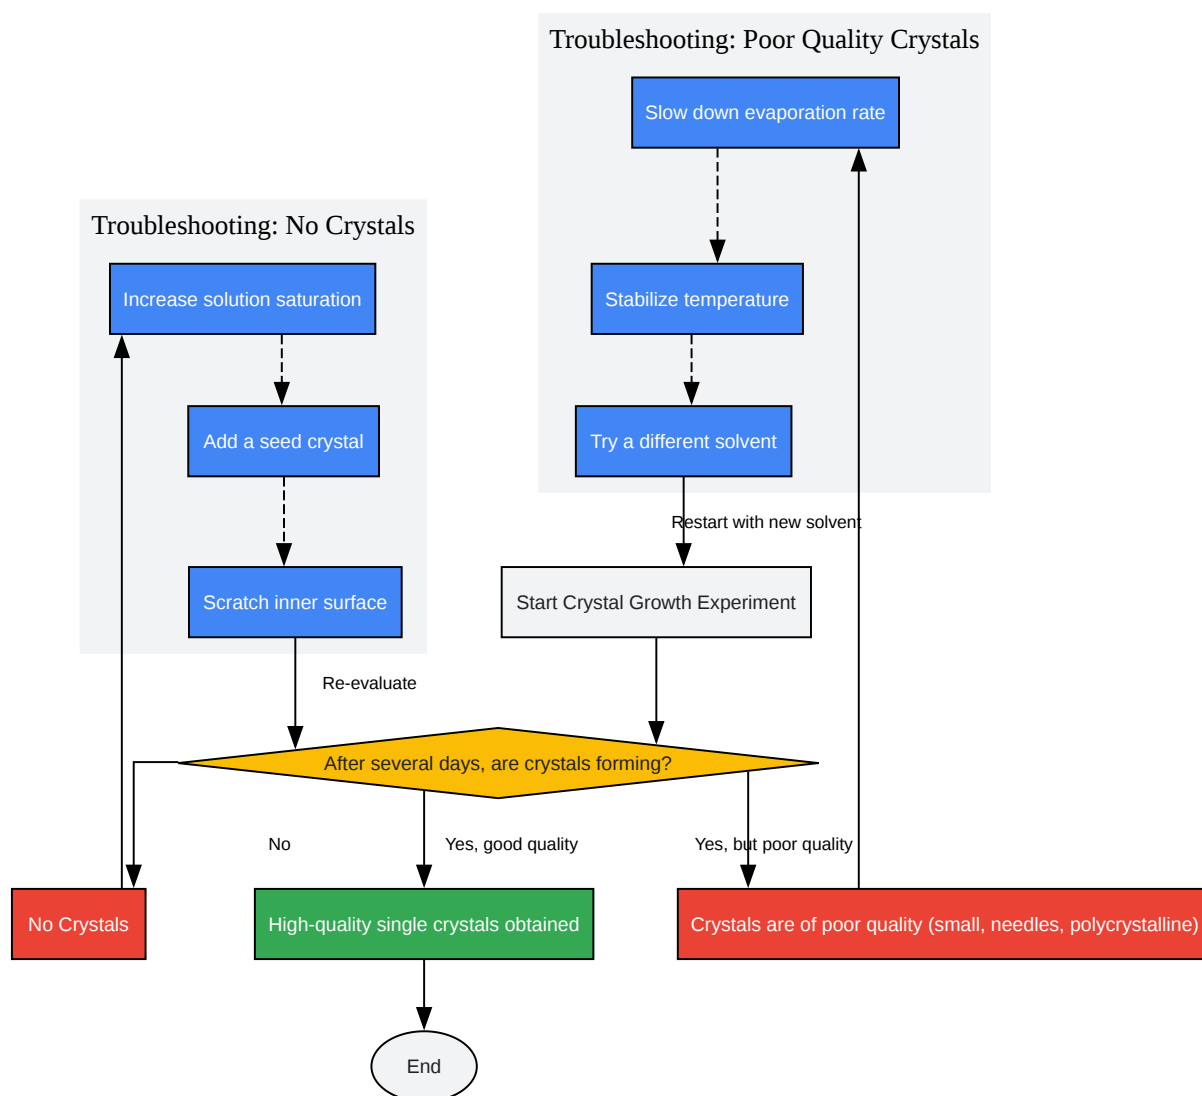 Troubleshooting: Poor Quality Crystals
Slow down evaporation rate
Troubleshooting: No Crystals
Increase solution saturation
Stabilize temperature
Add a seed crystal
Try a different solvent
Restart with new solvent
Scratch inner surface
Start Crystal Growth Experiment
Re-evaluate
After several days, are crystals forming?
No
Yes, good quality
Yes, but poor quality
No Crystals
High-quality single crystals obtained
Crystals are of poor quality (small, needles, polycrystalline)
End